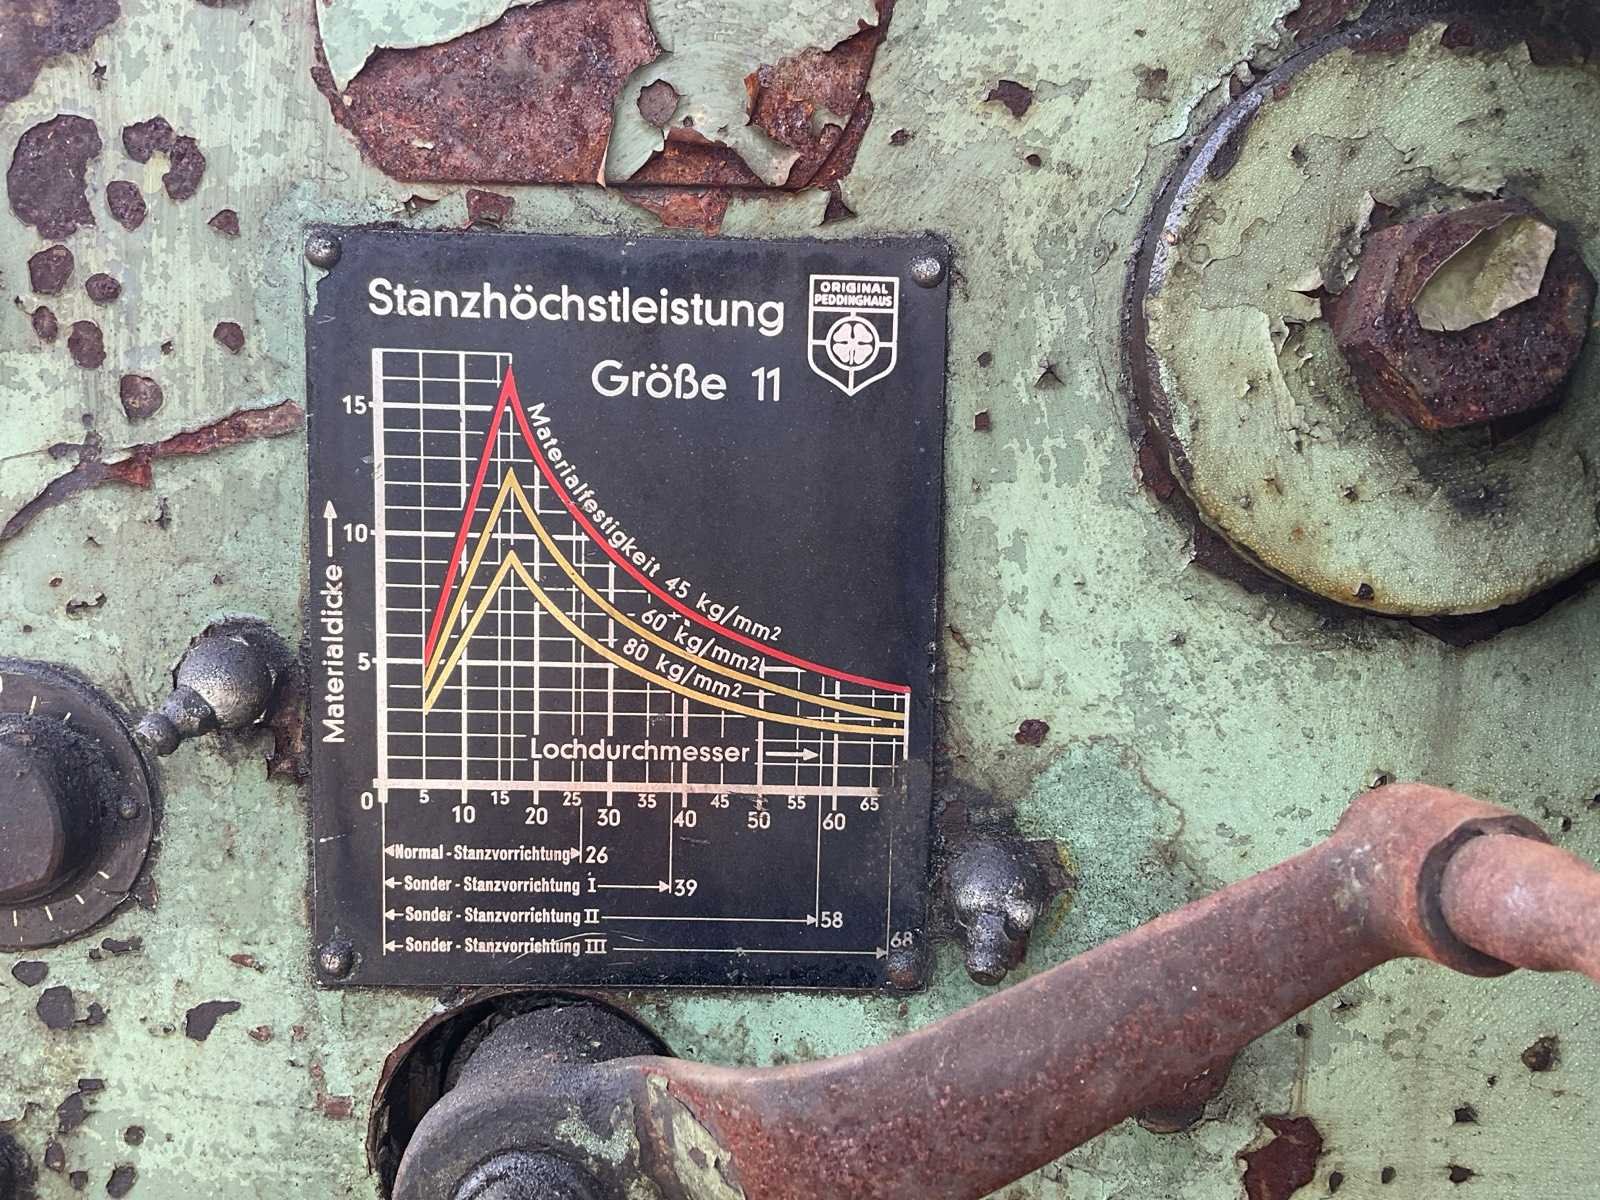 Stanzhöchstleistung
ORIGINAL
PEDDINGHAUS
Größe 11
Materialdicke
15
10
5
0
Materialfestigkeit 45 kg/mm2
60 kg/mm2
80 kg/mm2
Lochdurchmesser
5 15 25 35 45 55 65
10 20 30 40 50 60
Normal-Stanzvorrichtung 26
Sonder-Stanzvorrichtung I 39
Sonder-Stanzvorrichtung II 58
Sonder-Stanzvorrichtung III 68